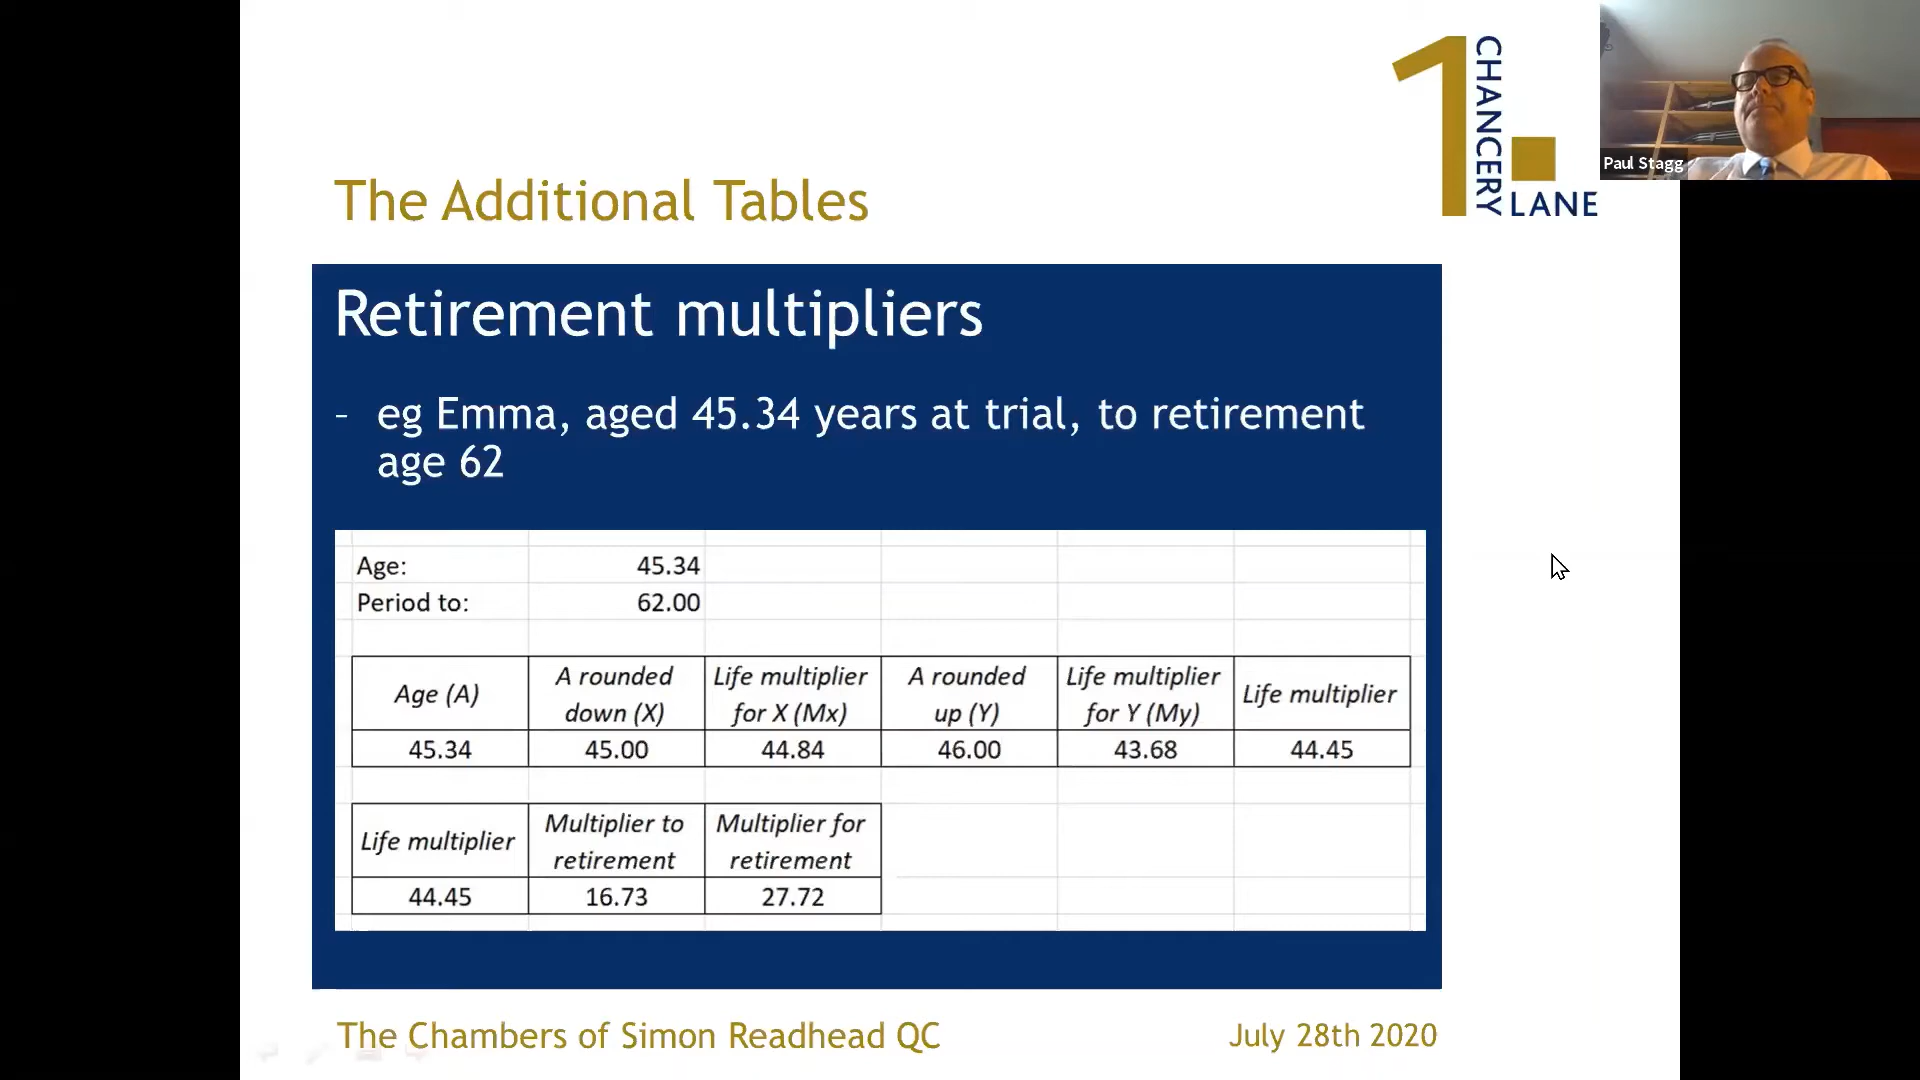 1 CHANCERY LANE
Paul Stagg
The Additional Tables
Retirement multipliers
- eg Emma, aged 45.34 years at trial, to retirement
age 62
Age: 45.34
Period to: 62.00
Age (A)
A rounded
down (X)
Life multiplier
for X (Mx)
A rounded
up (Y)
Life multiplier
for Y (My)
Life multiplier
45.34 45.00 44.84 46.00 43.68 44.45
Life multiplier
Multiplier to
retirement
Multiplier for
retirement
44.45 16.73 27.72
The Chambers of Simon Readhead QC
July 28th 2020